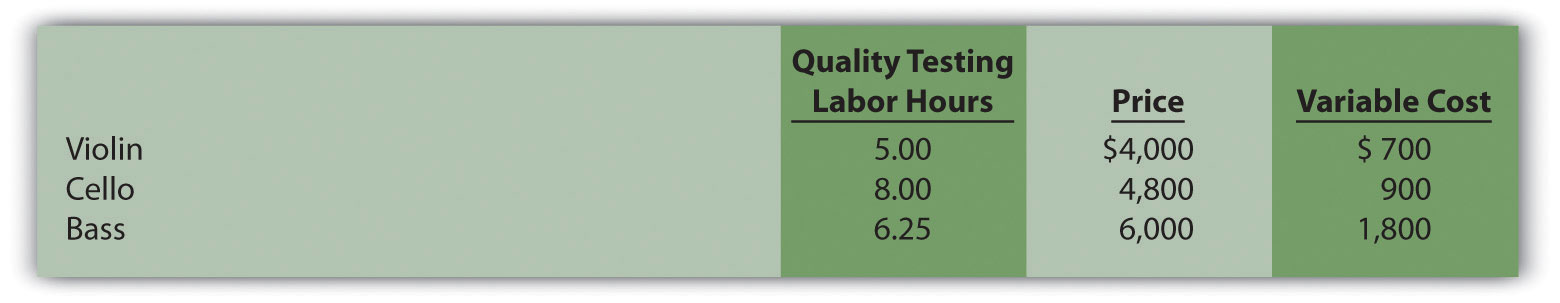 Quality Testing
Labor Hours Price Variable Cost
Violin 5.00 $4,000 $ 700
Cello 8.00 4,800 900
Bass 6.25 6,000 1,800